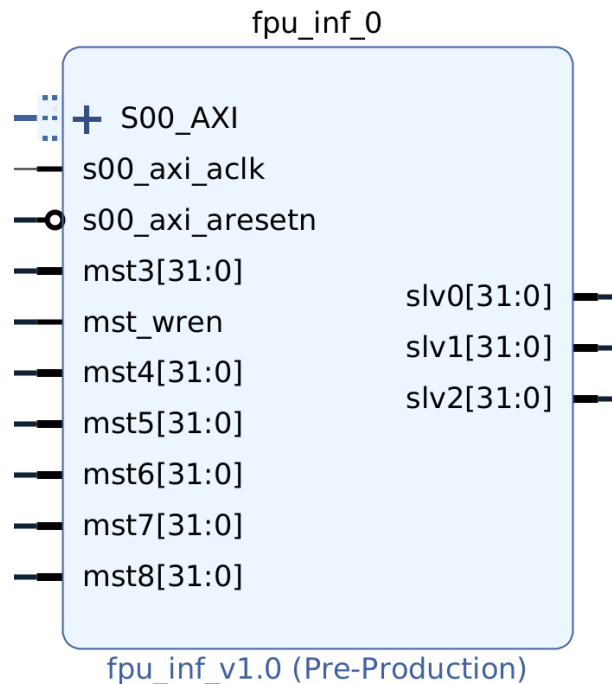 fpu_inf_0
S00_AXI
s00_axi_aclk
s00_axi_aresetn
mst3[31:0]
mst_wren
mst4[31:0]
mst5[31:0]
mst6[31:0]
mst7[31:0]
mst8[31:0]
slv0[31:0]
slv1[31:0]
slv2[31:0]
fpu_inf_v1.0 (Pre-Production)